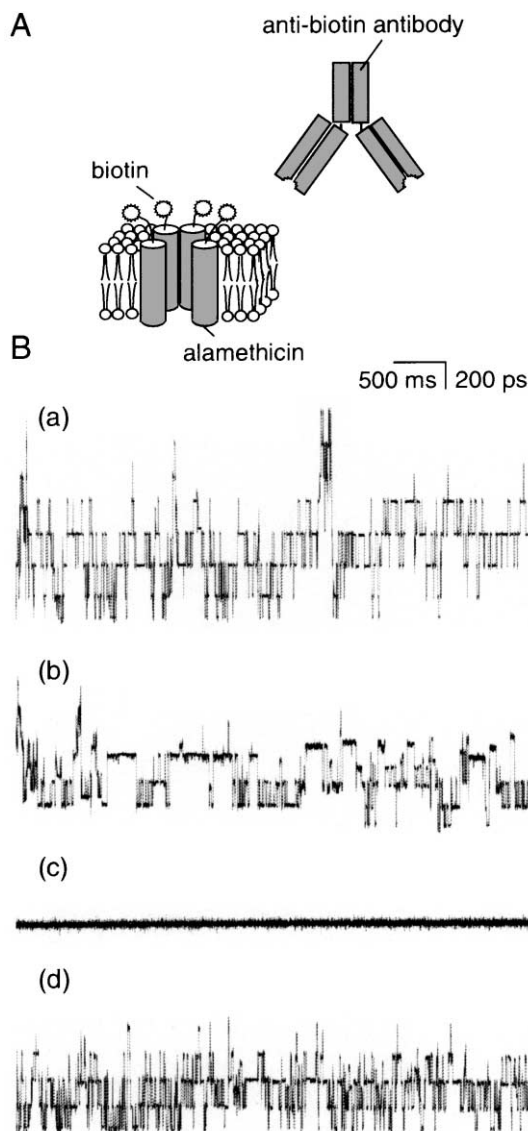 A
anti-biotin antibody
biotin
alamethicin
B
500 ms 200 ps
(a)
(b)
(c)
(d)